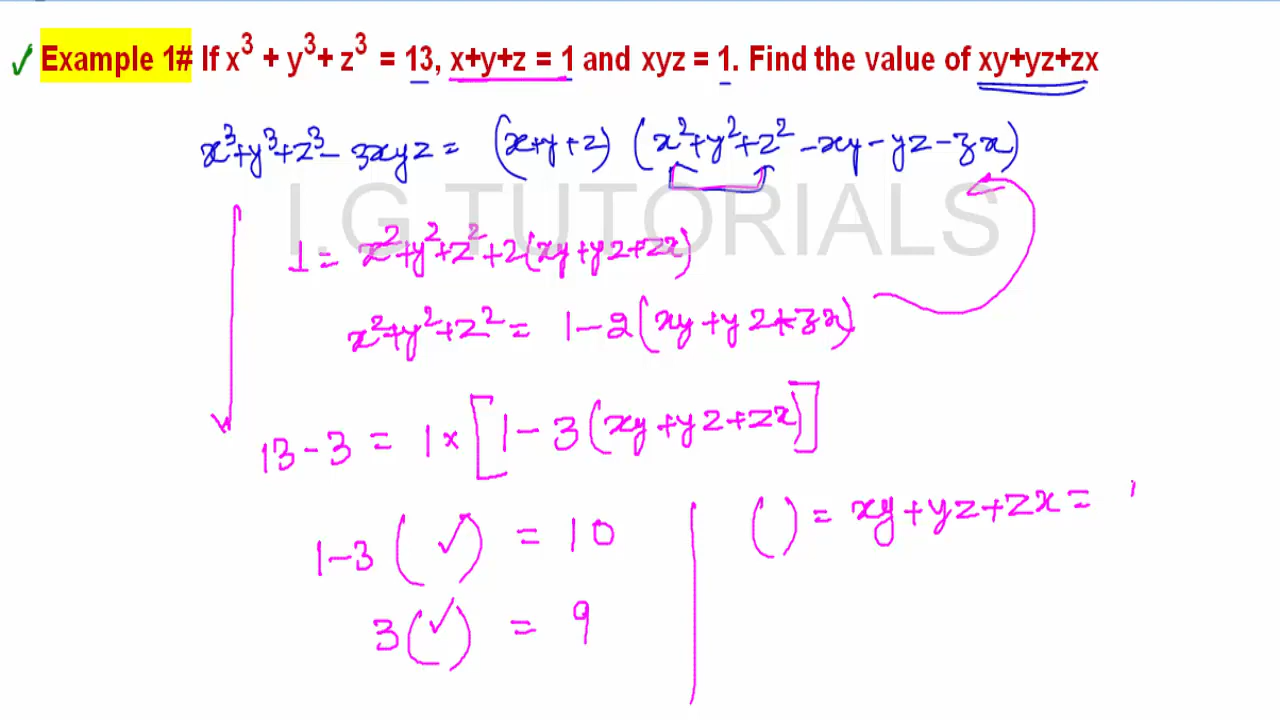 ✓ Example 1# If x³ + y³+ z³ = 13, x+y+z = 1 and xyz = 1. Find the value of xy+yz+zx
x³+y³+z³ - 3xyz = (x+y+z) (x²+y²+z² - xy - yz - zx)
I.G TUTORIALS
1 = x²+y²+z²+2(xy+yz+zx)
x²+y²+z² = 1-2(xy+yz+zx)
13-3 = 1× [1-3(xy+yz+zx)]
1-3 ( ✓ ) = 10
( ) = xy+yz+zx =
3( ✓ ) = 9